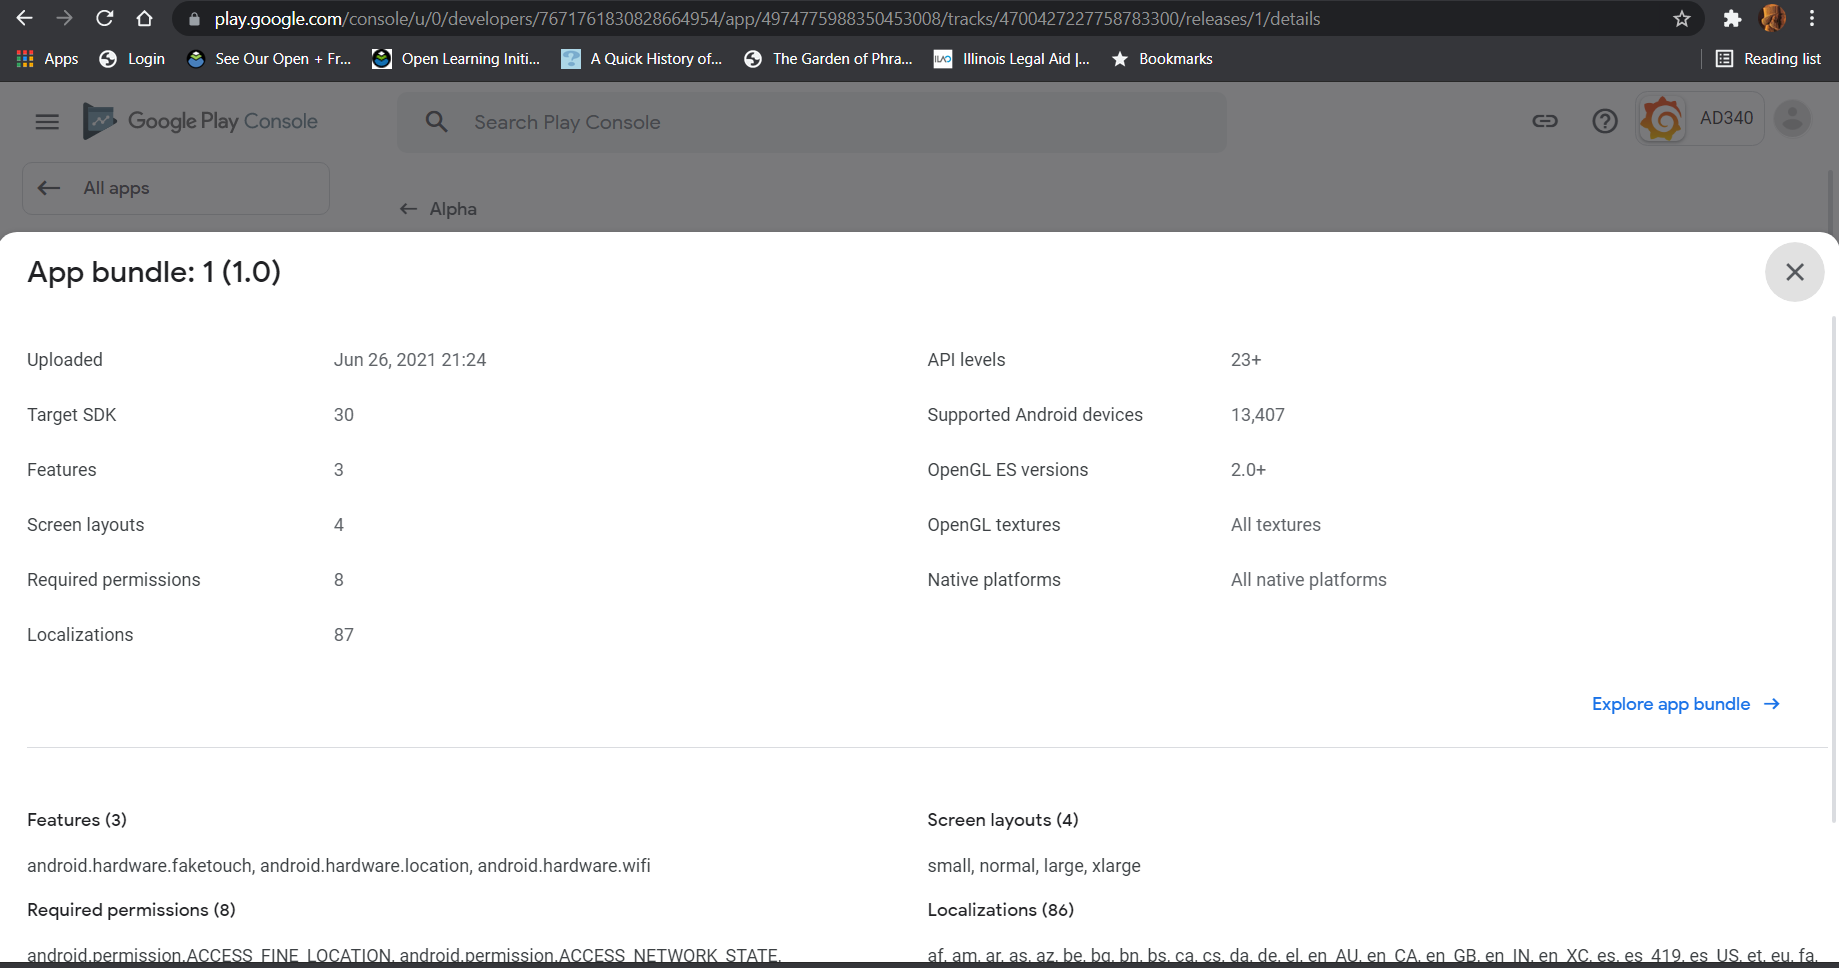 play.google.com/console/u/0/developers/7671761830828664954/app/4974775988350453008/tracks/4700427227758783300/releases/1/details
Apps Login See Our Open + Fr... Open Learning Initi... A Quick History of... The Garden of Phra... ILAO Illinois Legal Aid |... Bookmarks Reading list
Google Play Console Search Play Console AD340
All apps
Alpha
App bundle: 1 (1.0)
Uploaded Jun 26, 2021 21:24 API levels 23+
Target SDK 30 Supported Android devices 13,407
Features 3 OpenGL ES versions 2.0+
Screen layouts 4 OpenGL textures All textures
Required permissions 8 Native platforms All native platforms
Localizations 87
Explore app bundle
Features (3) Screen layouts (4)
android.hardware.faketouch, android.hardware.location, android.hardware.wifi small, normal, large, xlarge
Required permissions (8) Localizations (86)
android.permission.ACCESS_FINE_LOCATION, android.permission.ACCESS_NETWORK_STATE, af, am, ar, as, az, be, bg, bn, bs, ca, cs, da, de, el, en_AU, en_CA, en_GB, en_IN, en_XC, es, es_419, es_US, et, eu, fa,